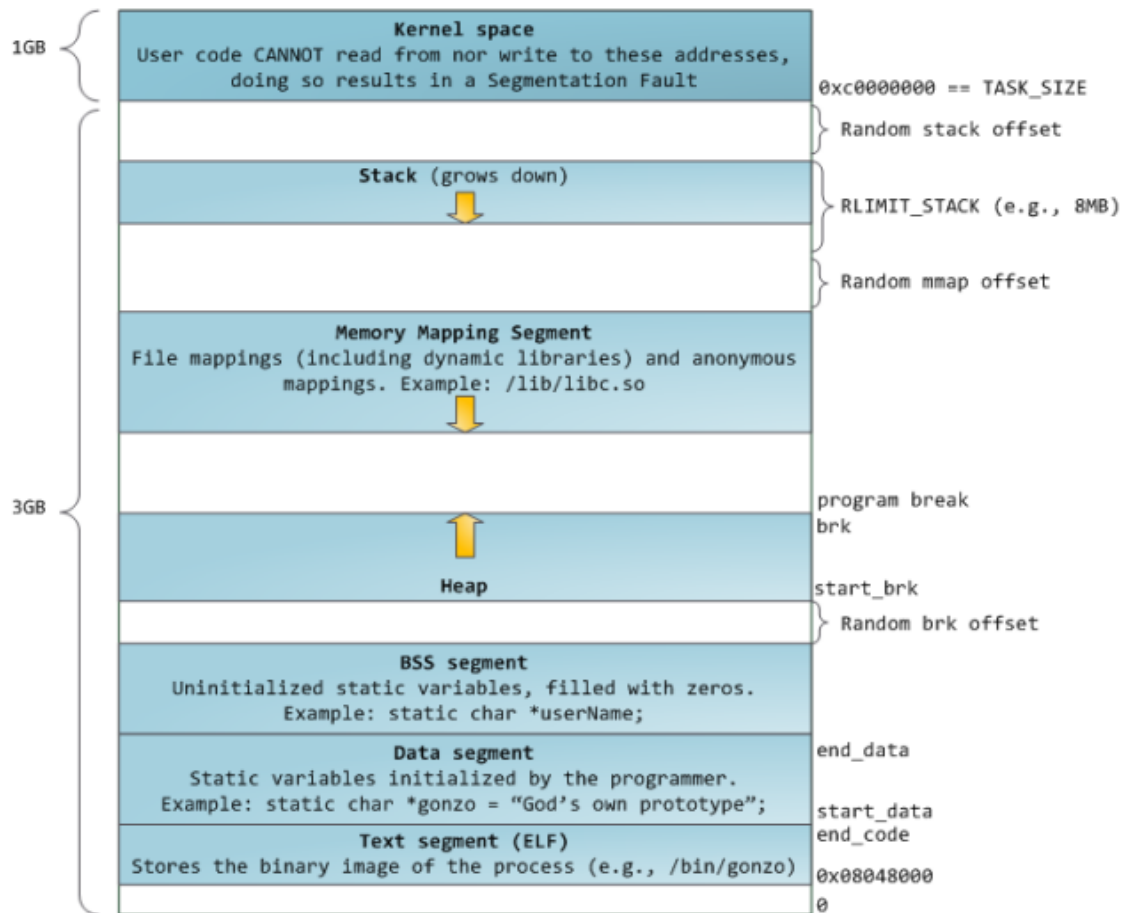 Kernel space
1GB
User code CANNOT read from nor write to these addresses,
doing so results in a Segmentation Fault
0xc0000000 == TASK_SIZE
Random stack offset
Stack (grows down)
RLIMIT_STACK (e.g., 8MB)
Random mmap offset
Memory Mapping Segment
File mappings (including dynamic libraries) and anonymous
mappings. Example: /lib/libc.so
3GB
program break
brk
Heap
start_brk
Random brk offset
BSS segment
Uninitialized static variables, filled with zeros.
Example: static char *userName;
Data segment
end_data
Static variables initialized by the programmer.
Example: static char *gonzo = “God’s own prototype”;
start_data
end_code
Text segment (ELF)
Stores the binary image of the process (e.g., /bin/gonzo)
0x08048000
0